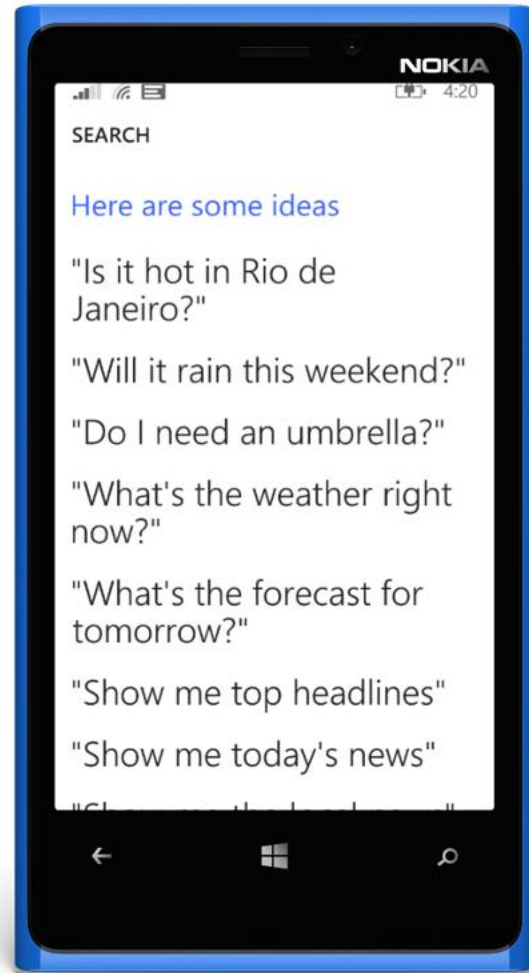 NOKIA
4:20
SEARCH
Here are some ideas
"Is it hot in Rio de
Janeiro?"
"Will it rain this weekend?"
"Do I need an umbrella?"
"What's the weather right
now?"
"What's the forecast for
tomorrow?"
"Show me top headlines"
"Show me today's news"